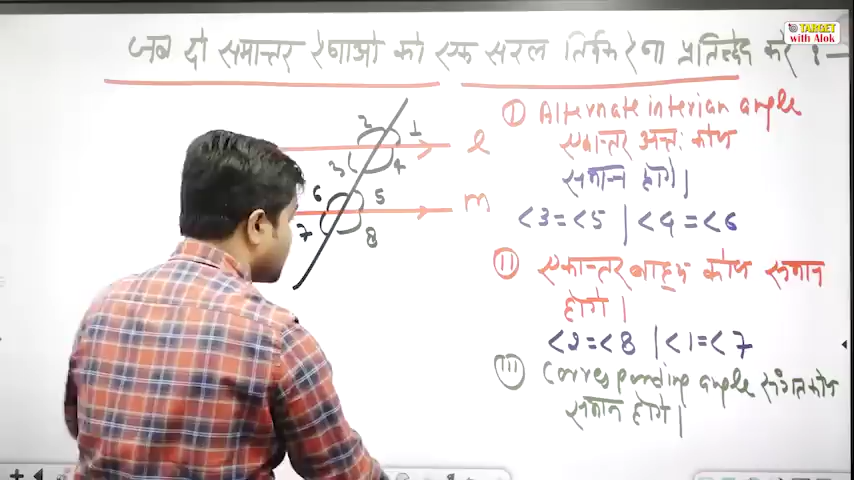 जब दो समान्तर रेखाओ को एक सरल तिर्यक रेखा प्रतिच्छेद करे :-
TARGET
with Alok
2 1
l
3 4
6 5
m
7 8
I Alternate interian angle
एकान्तर अन्तः कोण
समान होगे।
<3=<5 | <4=<6
II एकान्तर बाह्य कोण समान
होगे।
<2=<8 | <1=<7
III Corresponding angle संगत कोण
समान होगे।